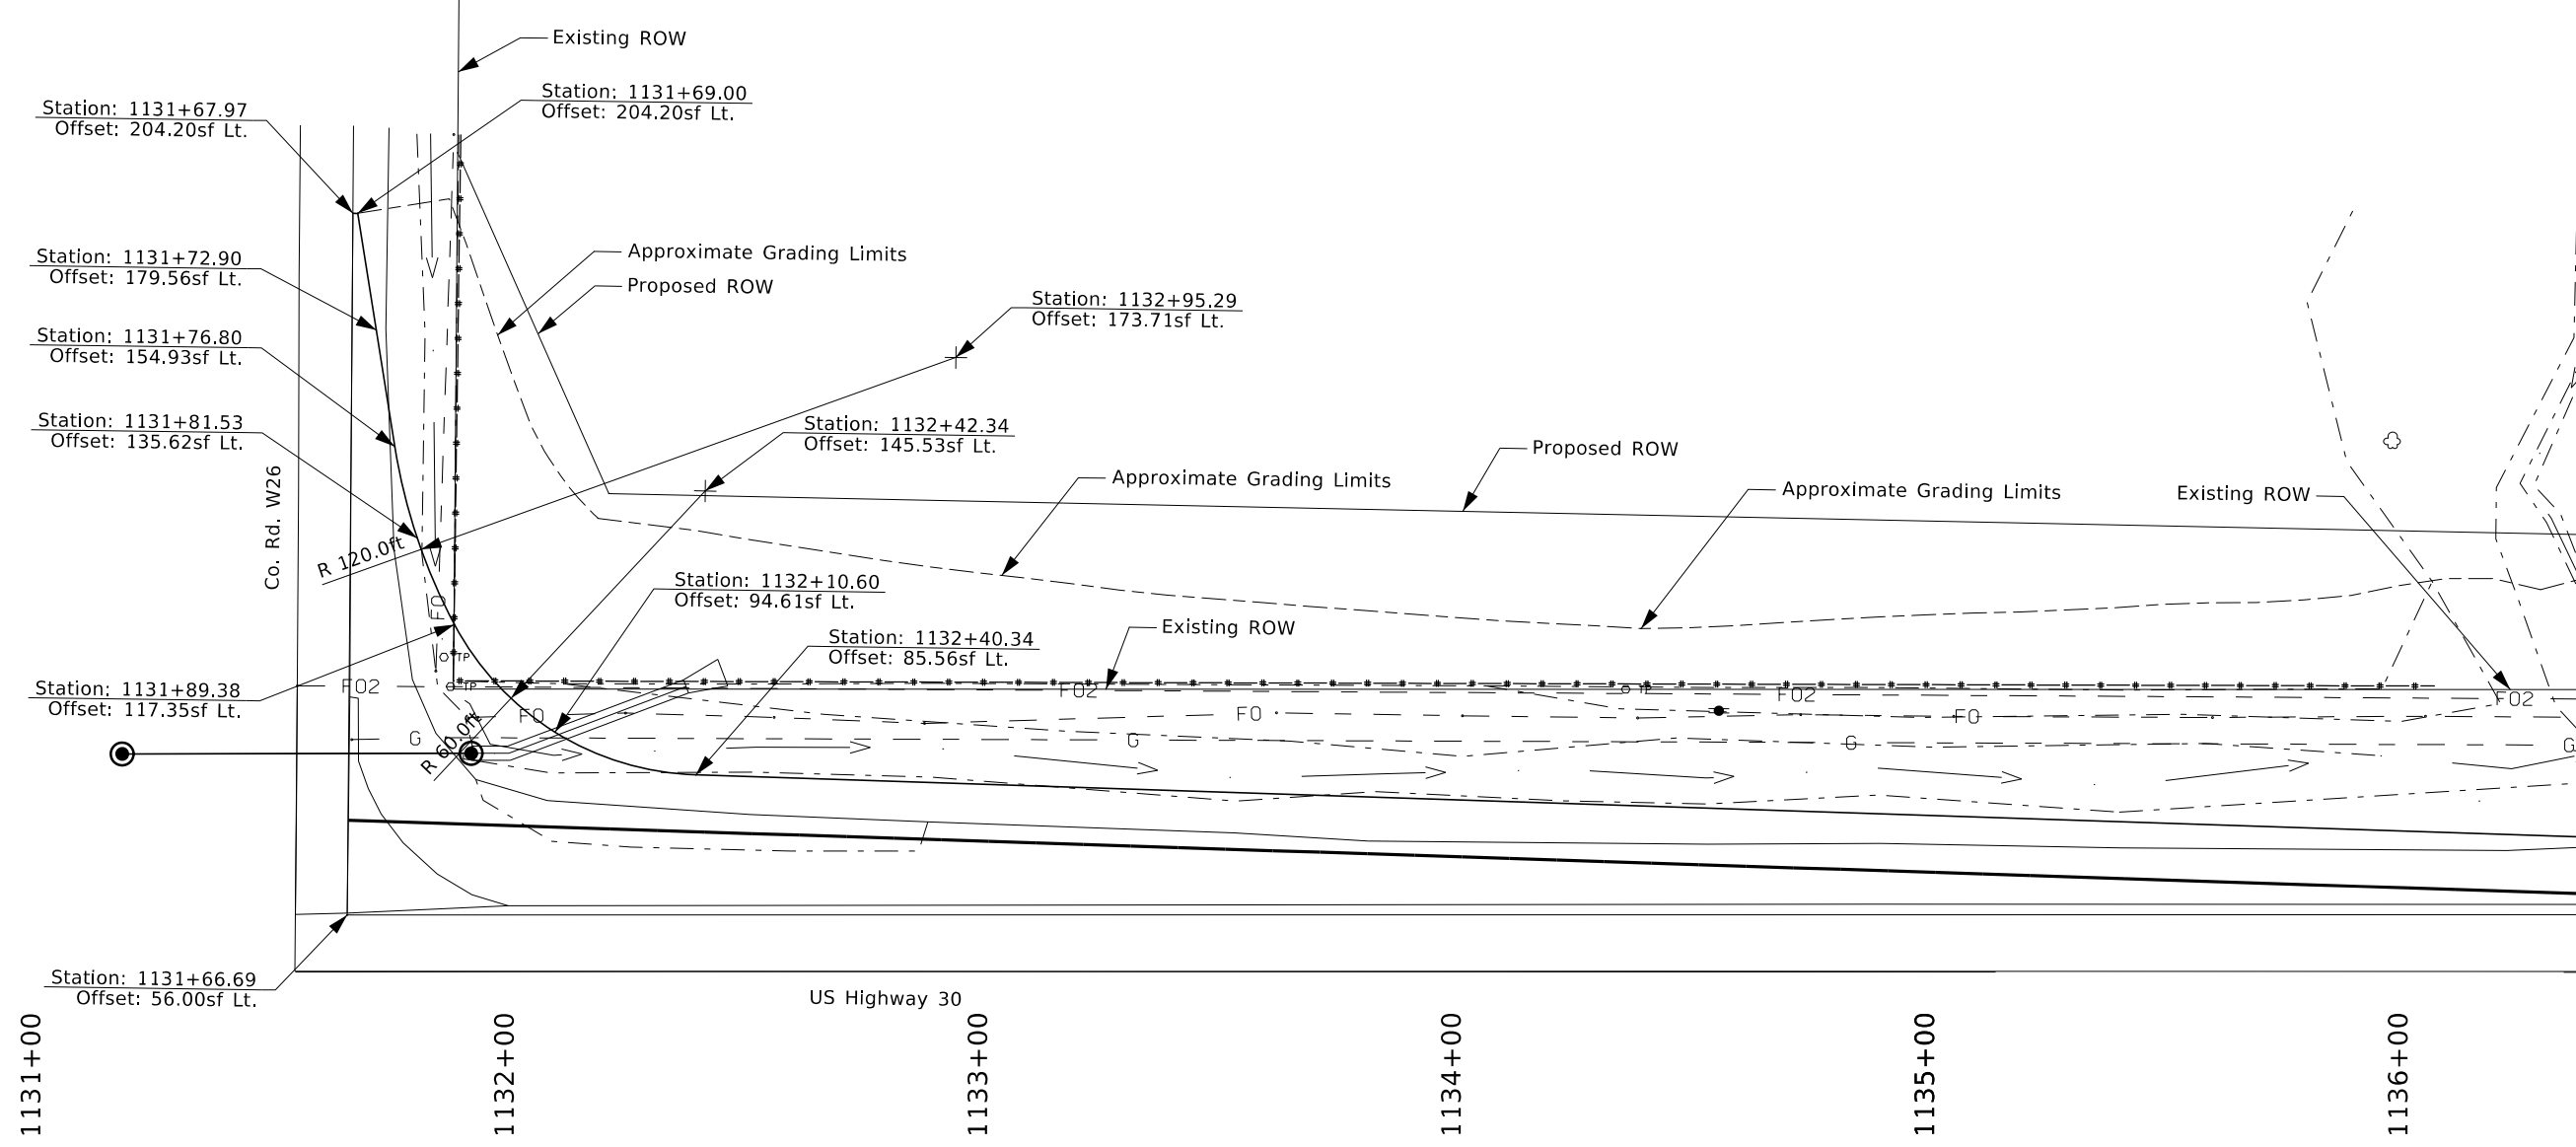 Existing ROW
Station: 1131+69.00
Offset: 204.20sf Lt.
Station: 1131+67.97
Offset: 204.20sf Lt.
Station: 1131+72.90
Offset: 179.56sf Lt.
Approximate Grading Limits
Proposed ROW
Station: 1132+95.29
Offset: 173.71sf Lt.
Station: 1131+76.80
Offset: 154.93sf Lt.
Station: 1131+81.53
Offset: 135.62sf Lt.
Station: 1132+42.34
Offset: 145.53sf Lt.
Proposed ROW
Approximate Grading Limits
Approximate Grading Limits
Existing ROW
Co. Rd. W26
R 120.0ft
Station: 1132+10.60
Offset: 94.61sf Lt.
FO
Existing ROW
Station: 1132+40.34
Offset: 85.56sf Lt.
TP
Station: 1131+89.38
Offset: 117.35sf Lt.
FO2
TP
FO2
TP
FO2
FO2
FO
FO
FO
R 60.0ft
G
G
G
G
Station: 1131+66.69
Offset: 56.00sf Lt.
US Highway 30
1131+00
1132+00
1133+00
1134+00
1135+00
1136+00